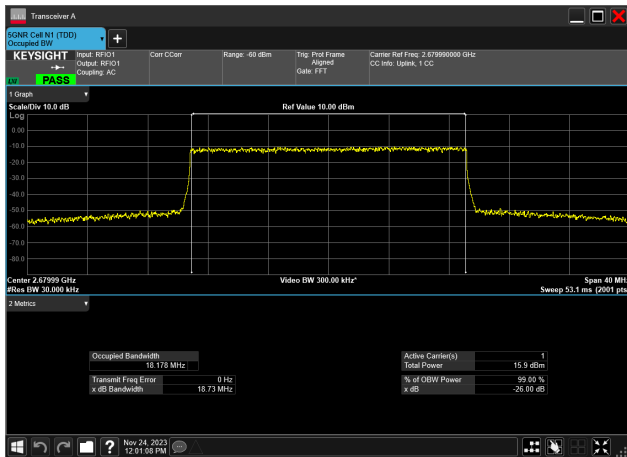 Transceiver A
5GNR Cell N1 (TDD)
Occupied BW
+
KEYSIGHT
LXI
PASS
Input: RFIO1
Output: RFIO1
Coupling: AC
Corr CCorr
Range: -60 dBm
Trig: Prot Frame
Aligned
Gate: FFT
Carrier Ref Freq: 2.679990000 GHz
CC Info: Uplink, 1 CC
1 Graph
Scale/Div 10.0 dB
Ref Value 10.00 dBm
Log
0.00
-10.0
-20.0
-30.0
-40.0
-50.0
-60.0
-70.0
-80.0
Center 2.67999 GHz
Video BW 300.00 kHz*
Span 40 MH
#Res BW 30.000 kHz
Sweep 53.1 ms (2001 pts
2 Metrics
Occupied Bandwidth
18.178 MHz
Transmit Freq Error 0 Hz
x dB Bandwidth 18.73 MHz
Active Carrier(s) 1
Total Power 15.9 dBm
% of OBW Power 99.00 %
x dB -26.00 dB
?
Nov 24, 2023
12:01:08 PM